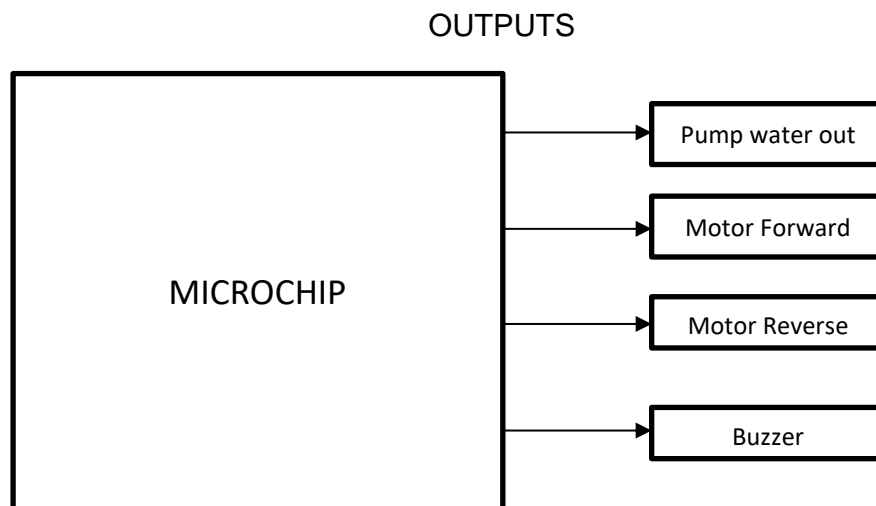 OUTPUTS
Pump water out
Motor Forward
MICROCHIP
Motor Reverse
Buzzer